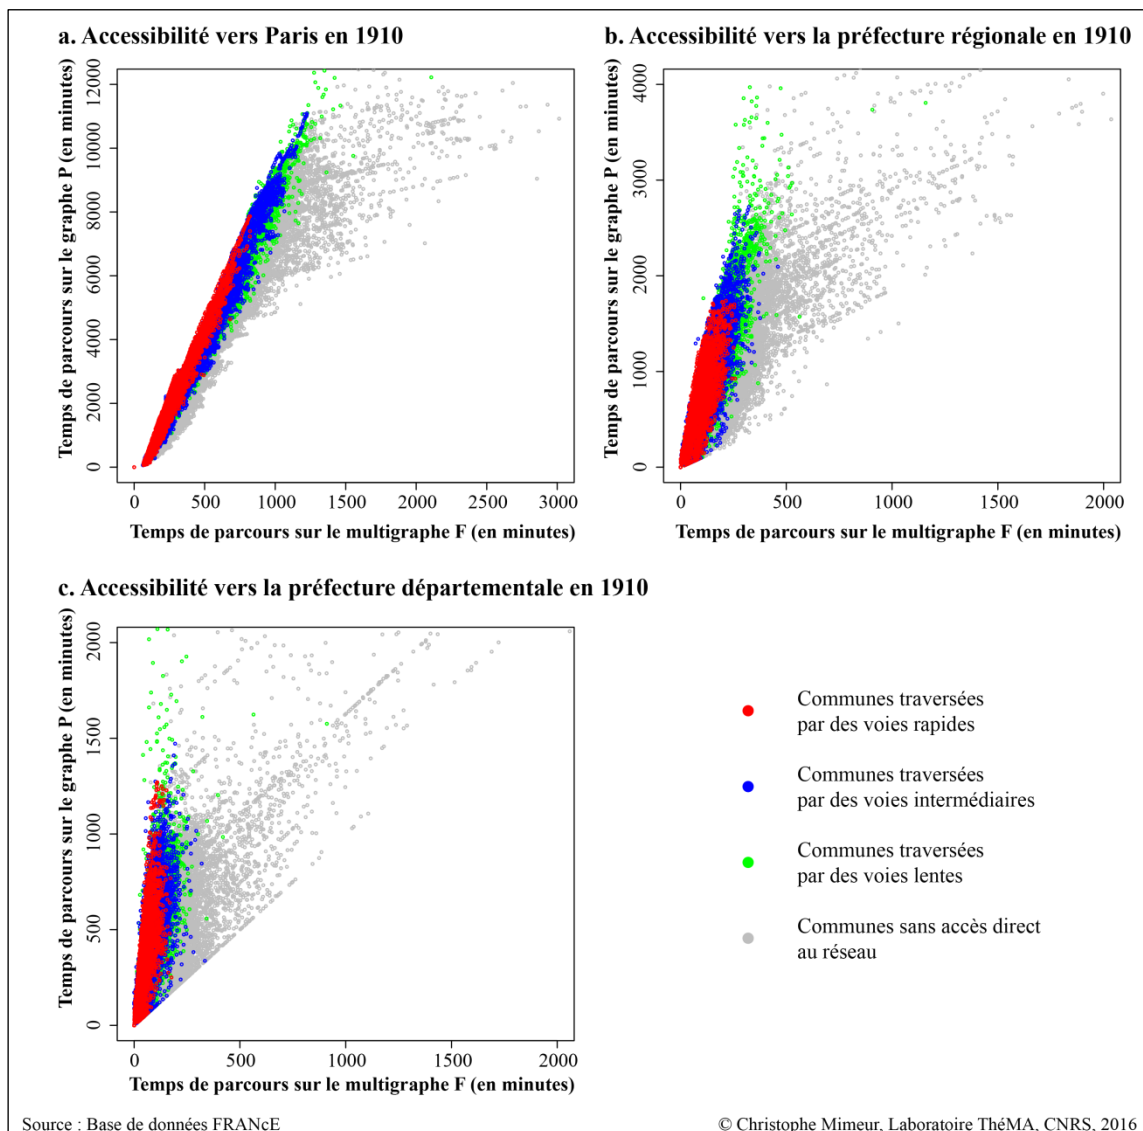 a. Accessibilité vers Paris en 1910
Temps de parcours sur le graphe P (en minutes)
12000
10000
8000
6000
4000
2000
0
0 500 1000 1500 2000 2500 3000
Temps de parcours sur le multigraphe F (en minutes)
b. Accessibilité vers la préfecture régionale en 1910
Temps de parcours sur le graphe P (en minutes)
4000
3000
2000
1000
0
0 500 1000 1500 2000
Temps de parcours sur le multigraphe F (en minutes)
c. Accessibilité vers la préfecture départementale en 1910
Temps de parcours sur le graphe P (en minutes)
2000
1500
1000
500
0
0 500 1000 1500 2000
Temps de parcours sur le multigraphe F (en minutes)
Communes traversées
par des voies rapides
Communes traversées
par des voies intermédiaires
Communes traversées
par des voies lentes
Communes sans accès direct
au réseau
Source : Base de données FRANcE
© Christophe Mimeur, Laboratoire ThéMA, CNRS, 2016